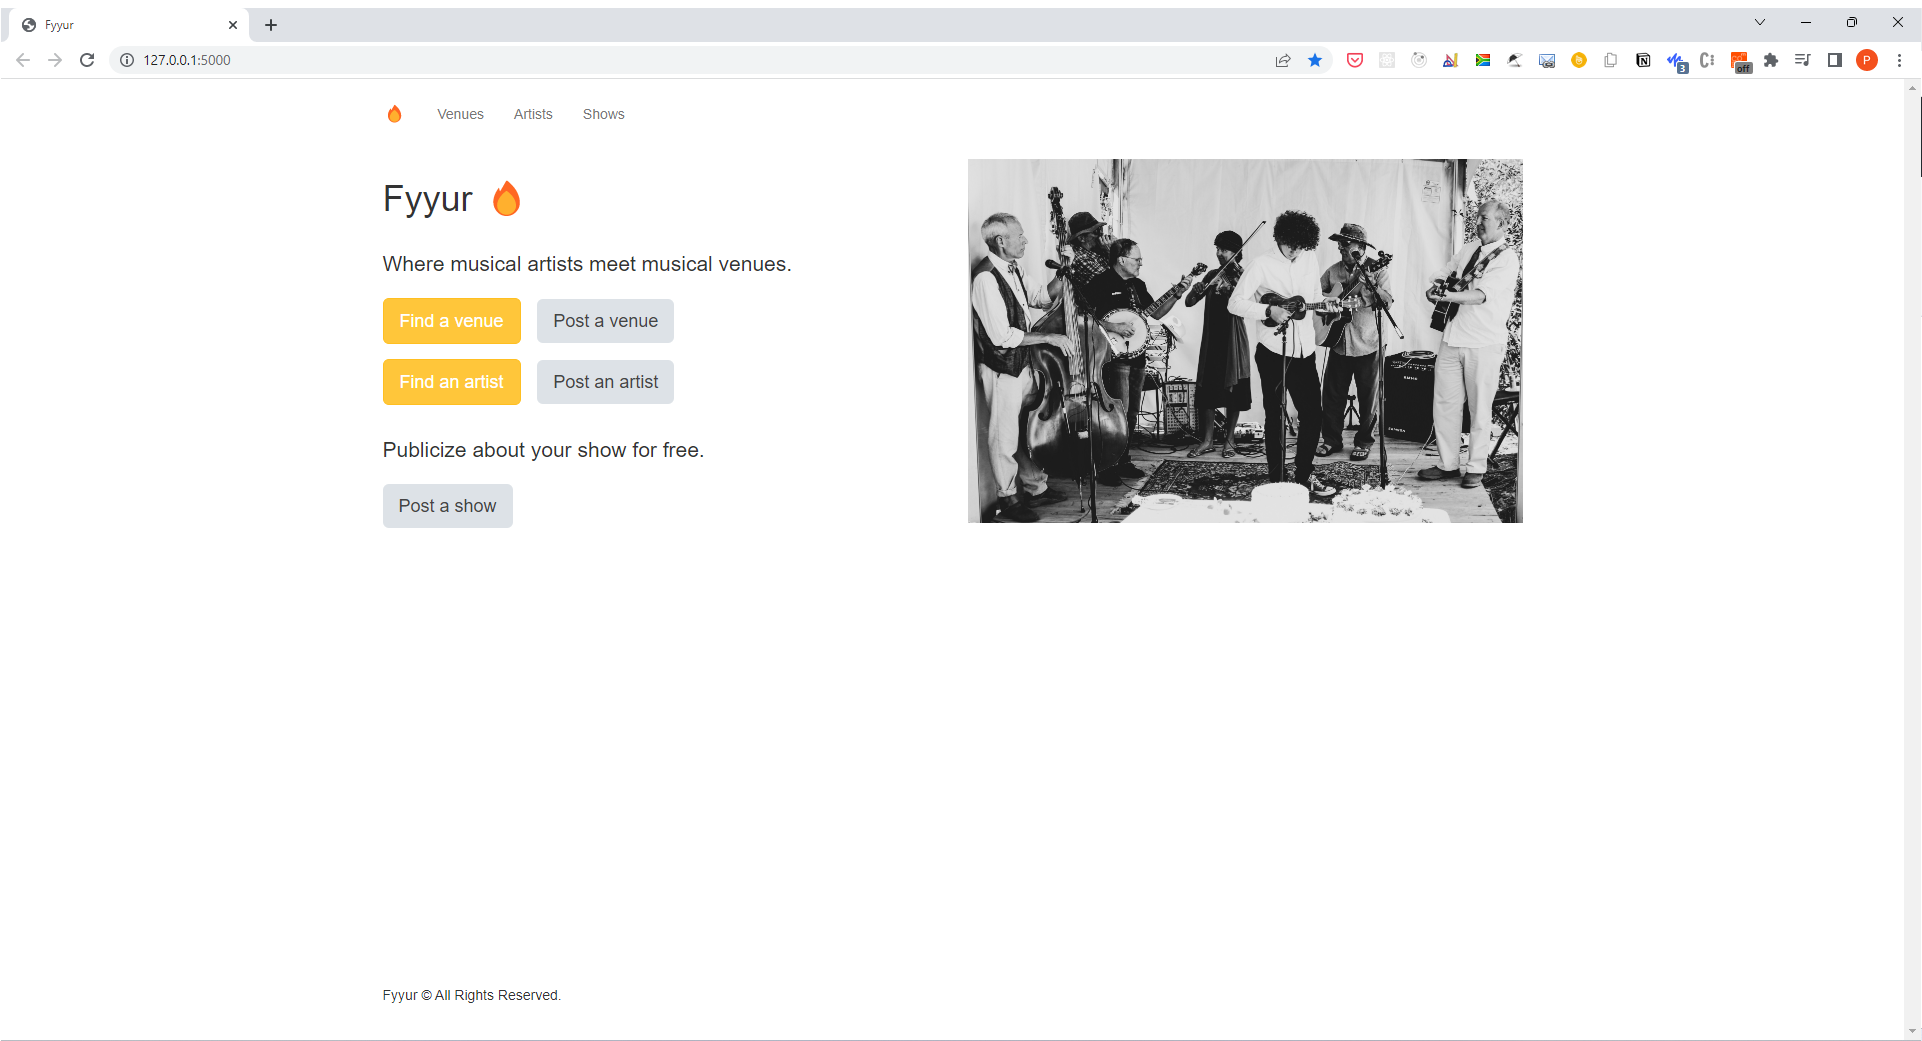 Fyyur
127.0.0.1:5000
3
off
P
Venues Artists Shows
Fyyur
Where musical artists meet musical venues.
Find a venue Post a venue
Find an artist Post an artist
Publicize about your show for free.
Post a show
Fyyur © All Rights Reserved.